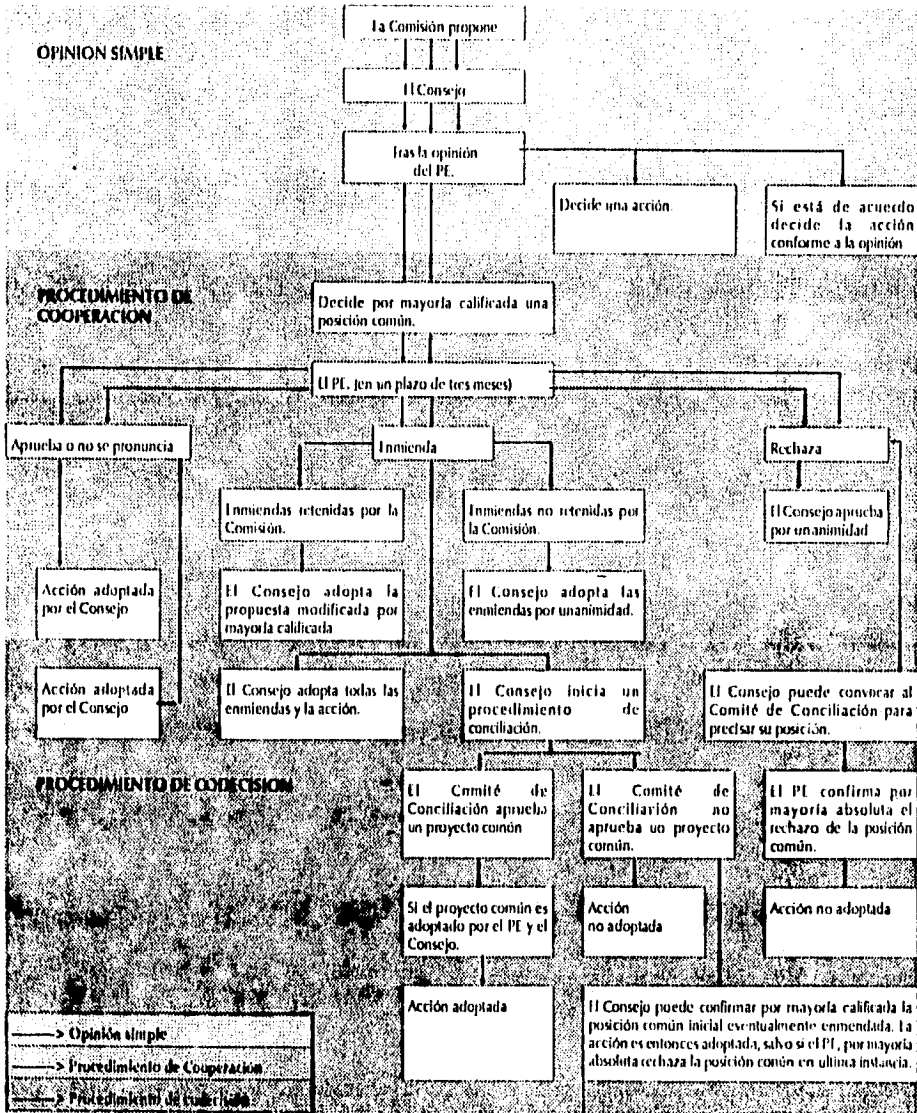 La Comisión propone
OPINION SIMPLE
El Consejo
Tras la opinión
del PE.
Decide una acción.
Si está de acuerdo
decide la acción
conforme a la opinión
PROCEDIMIENTO DE
COOPERACION
Decide por mayoría calificada una
posición común.
El PE. (en un plazo de tres meses)
Aprueba o no se pronuncia
Enmienda
Rechaza
Enmiendas retenidas por la
Comisión.
Enmiendas no retenidas por
la Comisión.
El Consejo aprueba
por unanimidad
Acción adoptada
por el Consejo
El Consejo adopta la
propuesta modificada por
mayoría calificada
El Consejo adopta las
enmiendas por unanimidad.
Acción adoptada
por el Consejo
El Consejo adopta todas las
enmiendas y la acción.
El Consejo inicia un
procedimiento de
conciliación.
El Consejo puede convocar al
Comité de Conciliación para
precisar su posición.
PROCEDIMIENTO DE CODECISION
El Comité de
Conciliación aprueba
un proyecto común
El Comité de
Conciliación no
aprueba un proyecto
común.
El PE confirma por
mayoría absoluta el
rechazo de la posición
común.
Si el proyecto común es
adoptado por el PE y el
Consejo.
Acción
no adoptada
Acción no adoptada
Acción adoptada
El Consejo puede confirmar por mayoría calificada la
posición común inicial eventualmente enmendada. La
acción es entonces adoptada, salvo si el PE, por mayoría
absoluta rechaza la posición común en ultima instancia.
——> Opinión simple
——> Procedimiento de Cooperación
——> Procedimiento de codecisión